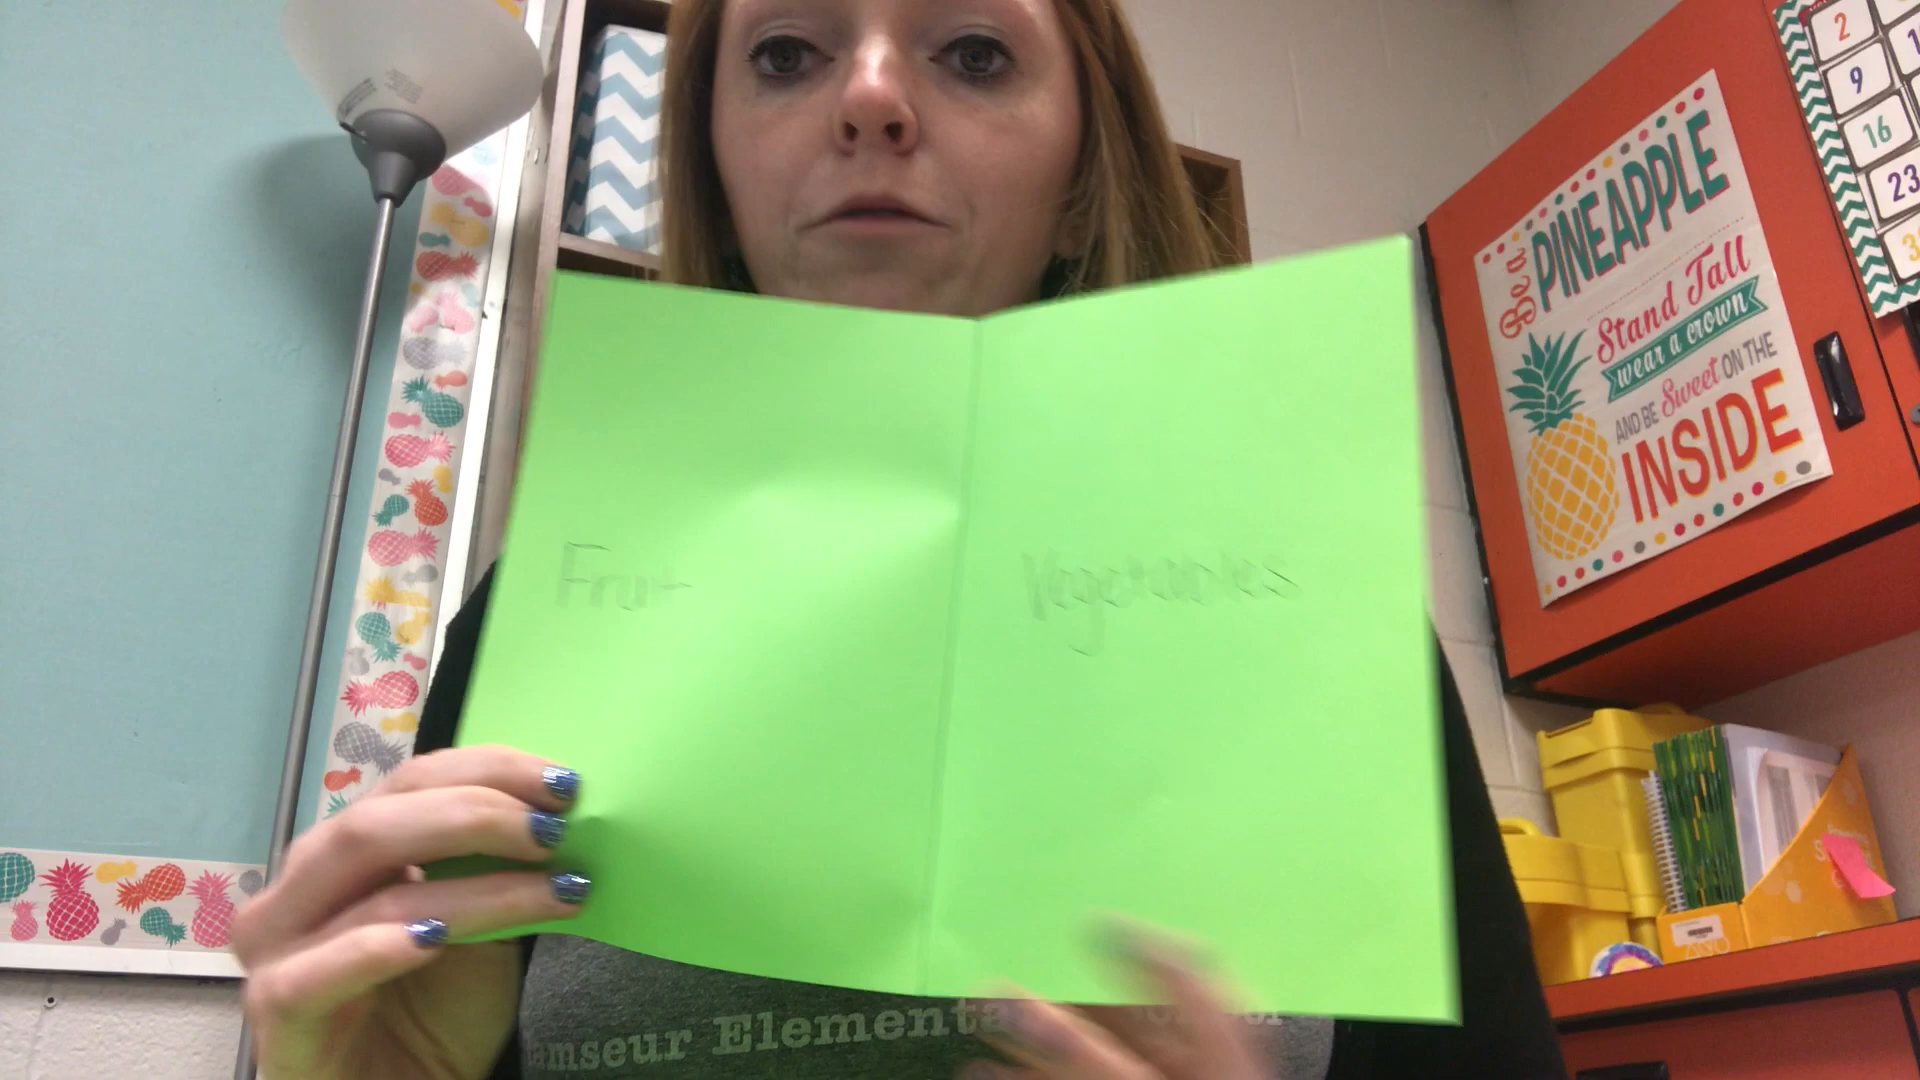 Fruit
Vegetables
Be a
PINEAPPLE
Stand Tall
wear a crown
AND BE Sweet ON THE
INSIDE
2
9
16
23
amseur Elementa